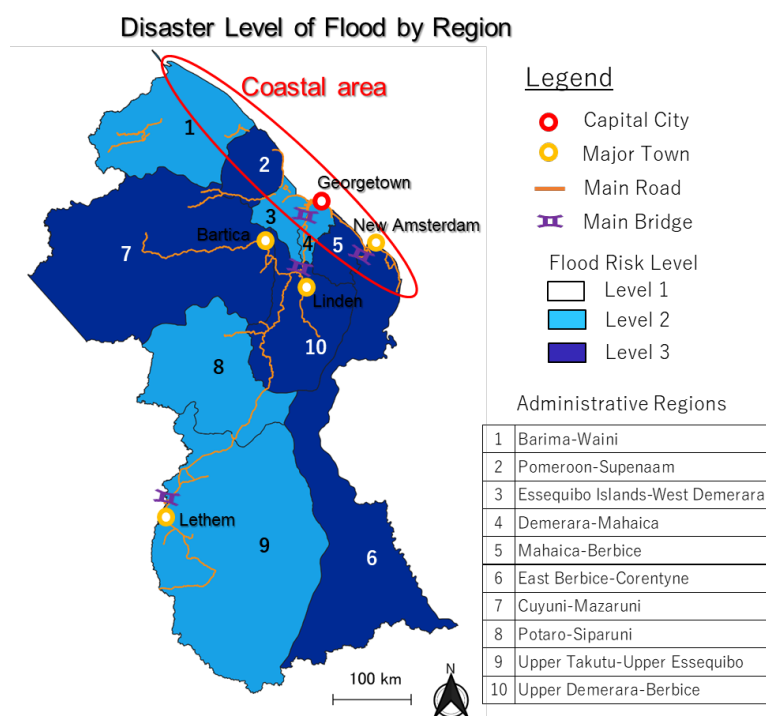 Disaster Level of Flood by Region
Coastal area
1
2
Georgetown
3
New Amsterdam
Bartica
4
5
7
Linden
10
8
Lethem
9
6
100 km
N
Legend
Capital City
Major Town
Main Road
Main Bridge
Flood Risk Level
Level 1
Level 2
Level 3
Administrative Regions
1 Barima-Waini
2 Pomeroon-Supenaam
3 Essequibo Islands-West Demerara
4 Demerara-Mahaica
5 Mahaica-Berbice
6 East Berbice-Corentyne
7 Cuyuni-Mazaruni
8 Potaro-Siparuni
9 Upper Takutu-Upper Essequibo
10 Upper Demerara-Berbice